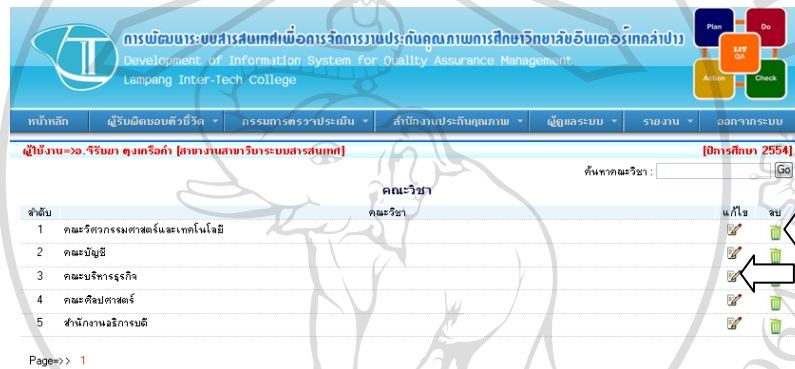 การพัฒนาระบบสารสนเทศเพื่อการจัดการงานประกันคุณภาพการศึกษาวิทยาลัยอินเตอร์เทคลำปาง
Development of Information System for Quality Assurance Management
Lampang Inter-Tech College
Plan Do
LIT
QA
Action Check
หน้าหลัก ผู้รับผิดชอบตัวชี้วัด กรรมการตรวจประเมิน สำนักงานประกันคุณภาพ ผู้ดูแลระบบ รายงาน ออกจากระบบ
ผู้ใช้งาน=>อ.จิรัชยา ตุงเครือคำ [สาขางานสาขาวิชาระบบสารสนเทศ] [ปีการศึกษา 2554]
ค้นหาคณะวิชา : Go
คณะวิชา
ลำดับ คณะวิชา แก้ไข ลบ
1 คณะวิศวกรรมศาสตร์และเทคโนโลยี
2 คณะบัญชี
3 คณะบริหารธุรกิจ
4 คณะศิลปศาสตร์
5 สำนักงานอธิการบดี
Page=>> 1